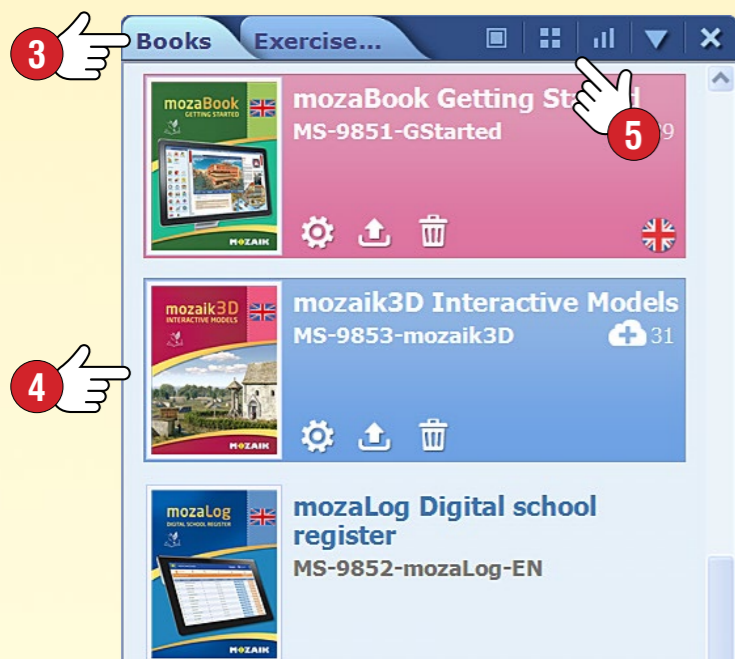 3
Books
Exercise...
mozaBook
GETTING STARTED
MOZAIK
mozaBook Getting
MS-9851-GStarted
9
5
4
mozaik3D
INTERACTIVE MODELS
MOZAIK
mozaik3D Interactive Models
MS-9853-mozaik3D
31
mozaLog
DIGITAL SCHOOL REGISTER
MOZAIK
mozaLog Digital school
register
MS-9852-mozaLog-EN